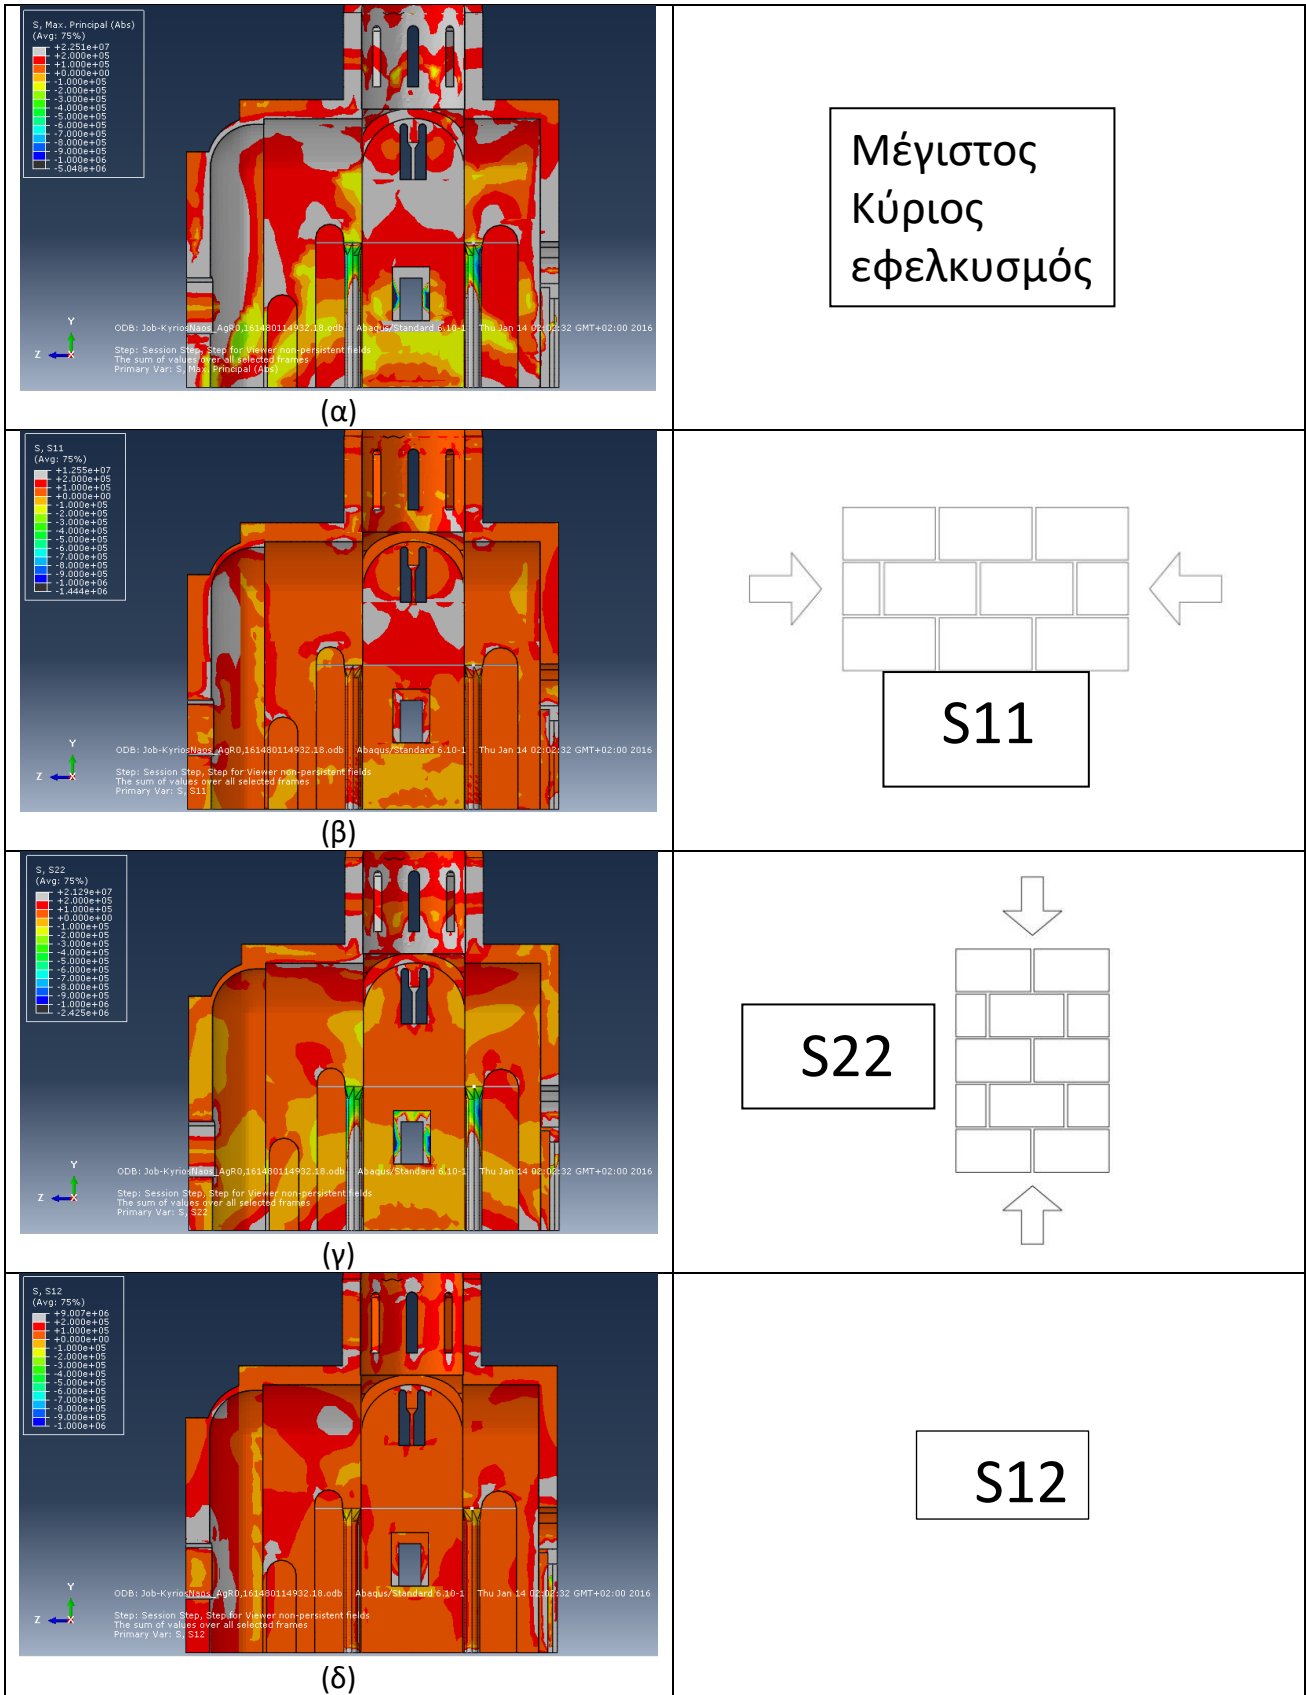 S, Max. Principal (Abs)
(Avg: 75%)
+2.251e+07
+2.000e+05
+1.000e+05
+0.000e+00
-1.000e+05
-2.000e+05
-3.000e+05
-4.000e+05
-5.000e+05
-6.000e+05
-7.000e+05
-8.000e+05
-9.000e+05
-1.000e+06
-5.048e+06
Y
Z
X
ODB: Job-KyriosNaos_AgR0,161480114932.18.odb Abaqus/Standard 6.10-1 Thu Jan 14 02:02:32 GMT+02:00 2016
Step: Session Step, Step for Viewer non-persistent fields
The sum of values over all selected frames
Primary Var: S, Max. Principal (Abs)
(α)
Μέγιστος
Κύριος
εφελκυσμός
S, S11
(Avg: 75%)
+1.255e+07
+2.000e+05
+1.000e+05
+0.000e+00
-1.000e+05
-2.000e+05
-3.000e+05
-4.000e+05
-5.000e+05
-6.000e+05
-7.000e+05
-8.000e+05
-9.000e+05
-1.000e+06
-1.444e+06
Y
Z
X
ODB: Job-KyriosNaos_AgR0,161480114932.18.odb Abaqus/Standard 6.10-1 Thu Jan 14 02:02:32 GMT+02:00 2016
Step: Session Step, Step for Viewer non-persistent fields
The sum of values over all selected frames
Primary Var: S, S11
(β)
S11
S, S22
(Avg: 75%)
+2.129e+07
+2.000e+05
+1.000e+05
+0.000e+00
-1.000e+05
-2.000e+05
-3.000e+05
-4.000e+05
-5.000e+05
-6.000e+05
-7.000e+05
-8.000e+05
-9.000e+05
-1.000e+06
-2.425e+06
Y
Z
X
ODB: Job-KyriosNaos_AgR0,161480114932.18.odb Abaqus/Standard 6.10-1 Thu Jan 14 02:02:32 GMT+02:00 2016
Step: Session Step, Step for Viewer non-persistent fields
The sum of values over all selected frames
Primary Var: S, S22
(γ)
S22
S, S12
(Avg: 75%)
+9.007e+06
+2.000e+05
+1.000e+05
+0.000e+00
-1.000e+05
-2.000e+05
-3.000e+05
-4.000e+05
-5.000e+05
-6.000e+05
-7.000e+05
-8.000e+05
-9.000e+05
-1.000e+06
Y
Z
X
ODB: Job-KyriosNaos_AgR0,161480114932.18.odb Abaqus/Standard 6.10-1 Thu Jan 14 02:02:32 GMT+02:00 2016
Step: Session Step, Step for Viewer non-persistent fields
The sum of values over all selected frames
Primary Var: S, S12
(δ)
S12